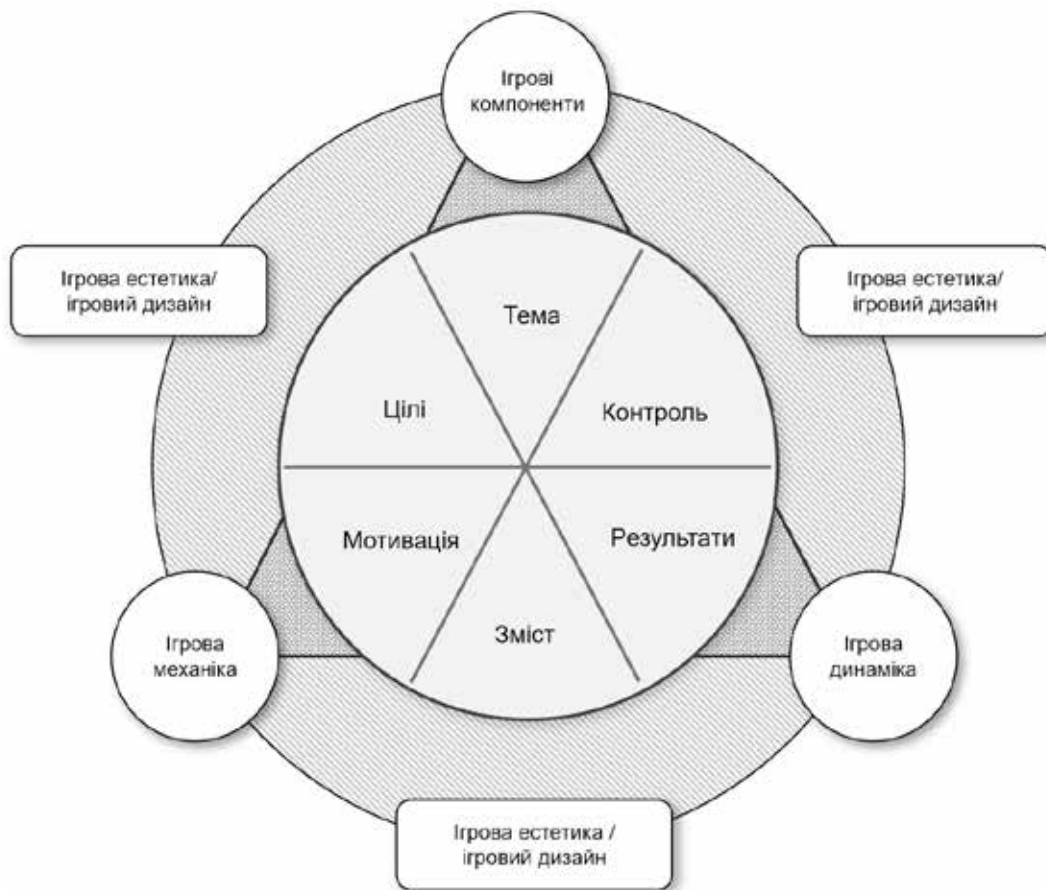 Ігрові
компоненти
Ігрова естетика/
ігровий дизайн
Ігрова естетика/
ігровий дизайн
Тема
Цілі
Контроль
Мотивація
Результати
Зміст
Ігрова
механіка
Ігрова
динаміка
Ігрова естетика /
ігровий дизайн